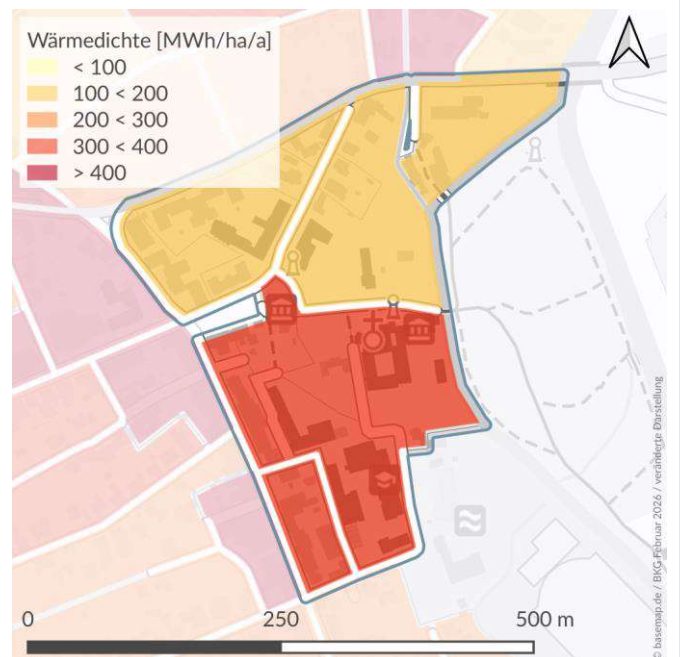 Wärmedichte [MWh/ha/a]
< 100
100 < 200
200 < 300
300 < 400
> 400
0 250 500 m
© basemap.de / BKG Februar 2026 / veränderte Darstellung